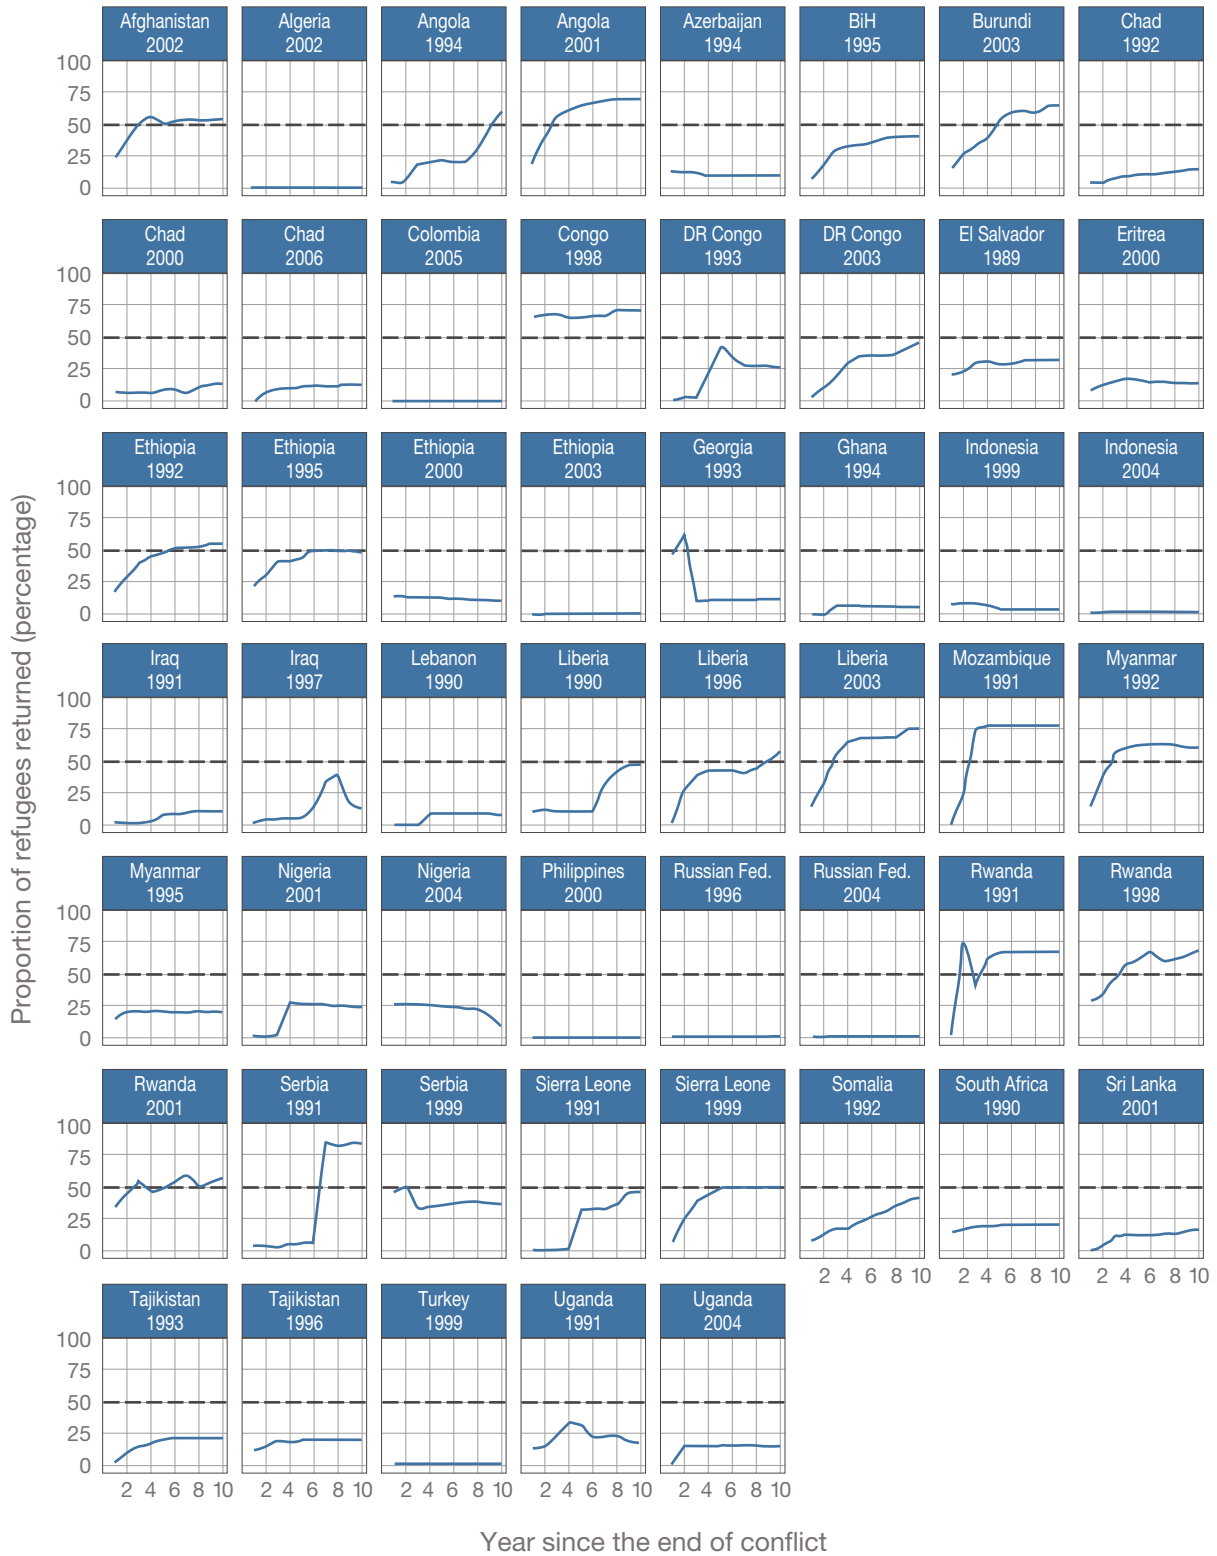 Afghanistan
2002
Algeria
2002
Angola
1994
Angola
2001
Azerbaijan
1994
BiH
1995
Burundi
2003
Chad
1992
100
75
50
25
0
Chad
2000
Chad
2006
Colombia
2005
Congo
1998
DR Congo
1993
DR Congo
2003
El Salvador
1989
Eritrea
2000
100
75
50
25
0
Ethiopia
1992
Ethiopia
1995
Ethiopia
2000
Ethiopia
2003
Georgia
1993
Ghana
1994
Indonesia
1999
Indonesia
2004
100
75
50
25
0
Proportion of refugees returned (percentage)
Iraq
1991
Iraq
1997
Lebanon
1990
Liberia
1990
Liberia
1996
Liberia
2003
Mozambique
1991
Myanmar
1992
100
75
50
25
0
Myanmar
1995
Nigeria
2001
Nigeria
2004
Philippines
2000
Russian Fed.
1996
Russian Fed.
2004
Rwanda
1991
Rwanda
1998
100
75
50
25
0
Rwanda
2001
Serbia
1991
Serbia
1999
Sierra Leone
1991
Sierra Leone
1999
Somalia
1992
South Africa
1990
Sri Lanka
2001
100
75
50
25
0
2 4 6 8 10
2 4 6 8 10
2 4 6 8 10
Tajikistan
1993
Tajikistan
1996
Turkey
1999
Uganda
1991
Uganda
2004
100
75
50
25
0
2 4 6 8 10
2 4 6 8 10
2 4 6 8 10
2 4 6 8 10
2 4 6 8 10
Year since the end of conflict